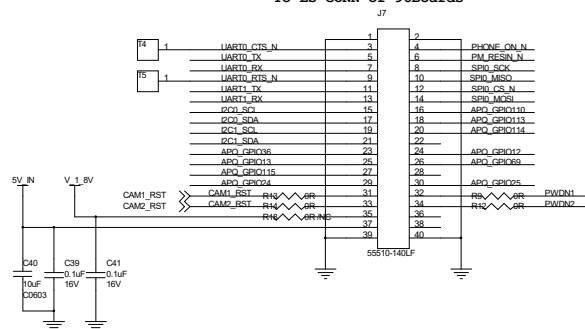 TO LS CONN OF 96Boards
J7
1 2
T4 1 UART0_CTS_N 3 4 PHONE_ON_N
UART0_TX 5 6 PM_RESIN_N
UART0_RX 7 8 SPI0_SCK
T5 1 UART0_RTS_N 9 10 SPI0_MISO
UART1_TX 11 12 SPI0_CS_N
UART1_RX 13 14 SPI0_MOSI
I2C0_SCL 15 16 APQ_GPIO110
I2C0_SDA 17 18 APQ_GPIO113
I2C1_SCL 19 20 APQ_GPIO114
I2C1_SDA 21 22
APQ_GPIO36 23 24 APQ_GPIO12
APQ_GPIO13 25 26 APQ_GPIO69
APQ_GPIO115 27 28
APQ_GPIO24 29 30 APQ_GPIO25
CAM1_RST CAM1_RST 0R 31 32 R9 0R PWDN1
CAM2_RST CAM2_RST R14 0R 33 34 R12 0R PWDN2
0R/NC 35 36
37 38
39 40
55510-140LF
5V_IN V_1_8V
C40 C39 C41
10uF 0.1uF 0.1uF
C0603 16V 16V